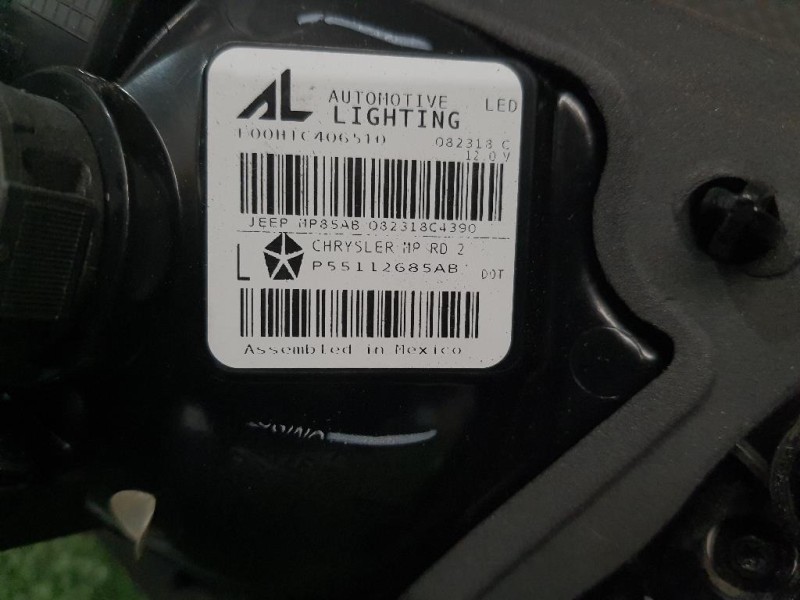 AL AUTOMOTIVE LED
LIGHTING
F00HTC406510 082318 C
12.0 V
JEEP MP85AB 082318C4390
L CHRYSLER MP RD 2
P55112685AB DOT
Assembled in Mexico